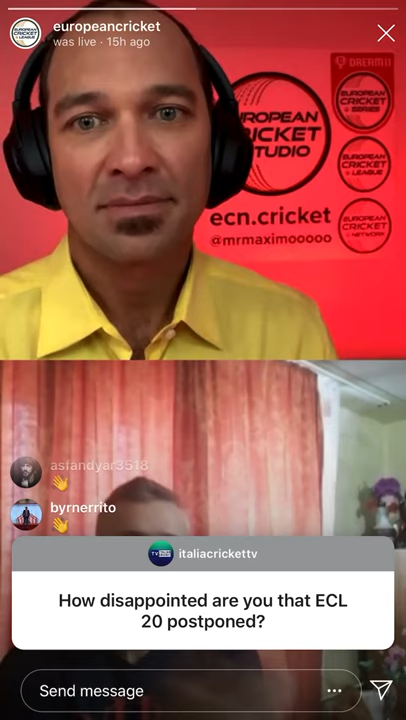 europeancricket
was live · 15h ago
DREAM11
EUROPEAN
CRICKET
SERIES
EUROPEAN
CRICKET
STUDIO
EUROPEAN
CRICKET
LEAGUE
ecn.cricket
@mrmaximooooo
EUROPEAN
CRICKET
NETWORK
asfandyar3518
👋
byrnerrito
👋
italiacrickettv
How disappointed are you that ECL
20 postponed?
Send message